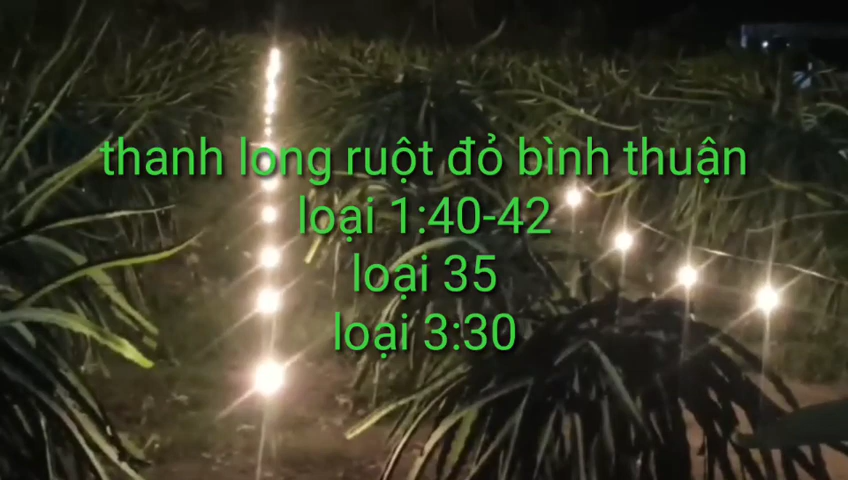 thanh long ruột đỏ bình thuận
loại 1:40-42
loại 35
loại 3:30